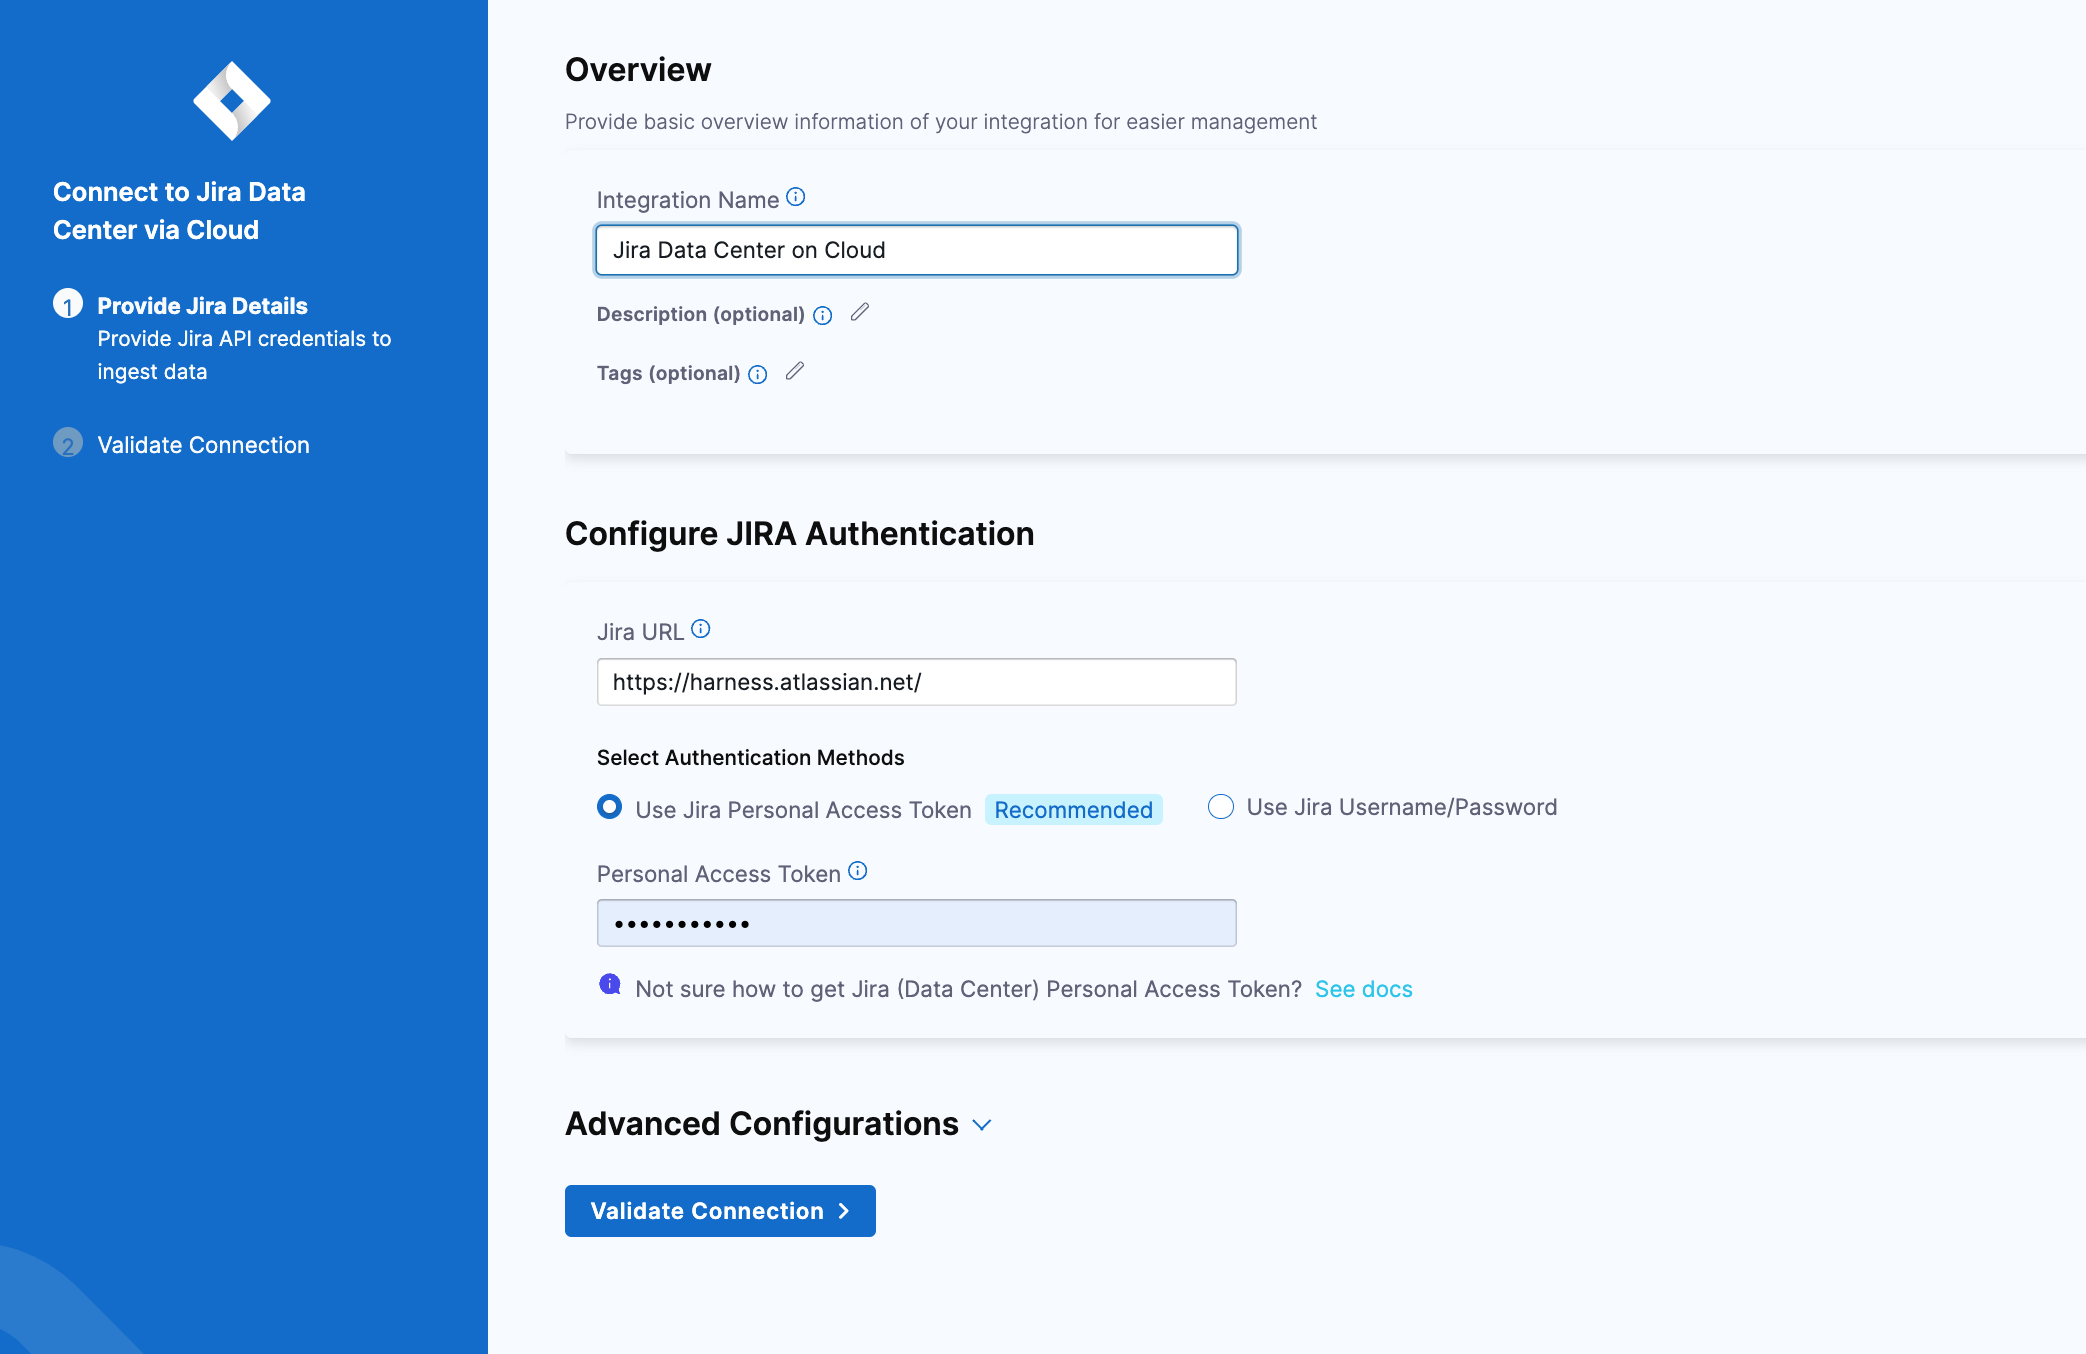 Connect to Jira Data
Center via Cloud
1 Provide Jira Details
Provide Jira API credentials to
ingest data
2 Validate Connection
Overview
Provide basic overview information of your integration for easier management
Integration Name
Jira Data Center on Cloud
Description (optional)
Tags (optional)
Configure JIRA Authentication
Jira URL
https://harness.atlassian.net/
Select Authentication Methods
Use Jira Personal Access Token Recommended Use Jira Username/Password
Personal Access Token
•••••••••••
Not sure how to get Jira (Data Center) Personal Access Token? See docs
Advanced Configurations
Validate Connection